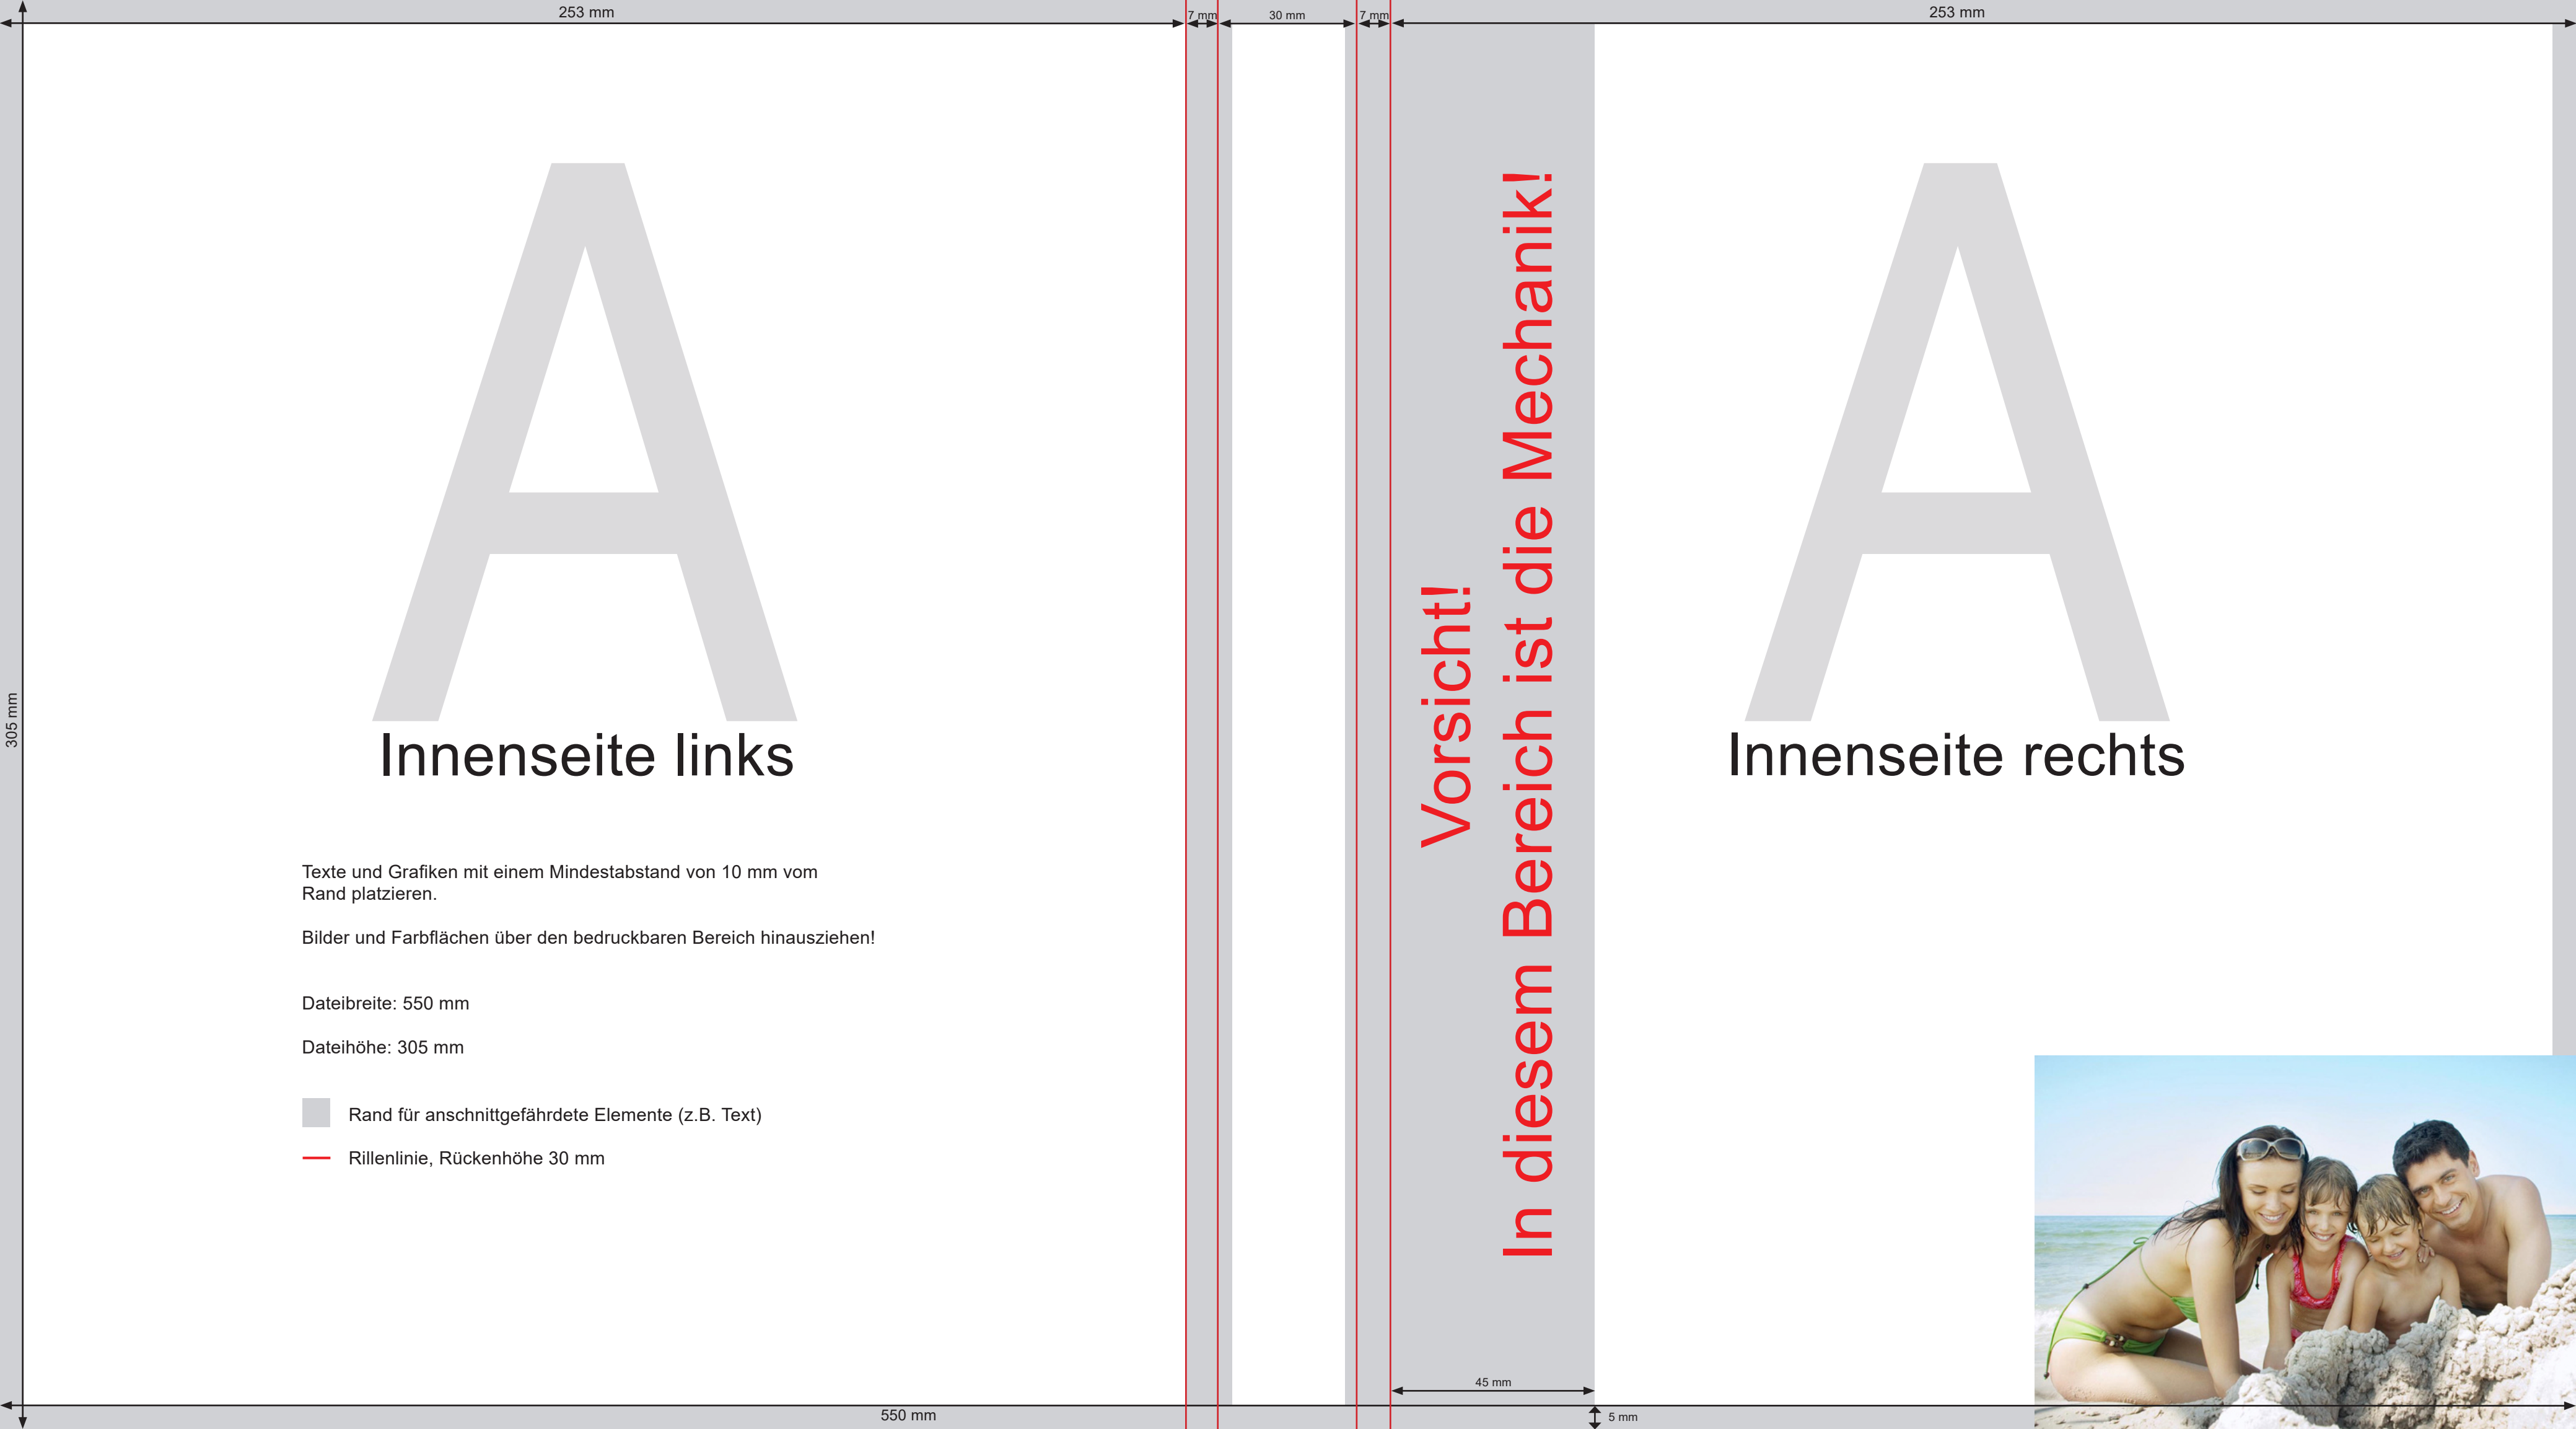 253 mm
7 mm
30 mm
7 mm
253 mm
305 mm
A
Innenseite links
Texte und Grafiken mit einem Mindestabstand von 10 mm vom
Rand platzieren.
Bilder und Farbflächen über den bedruckbaren Bereich hinausziehen!
Dateibreite: 550 mm
Dateihöhe: 305 mm
Rand für anschnittgefährdete Elemente (z.B. Text)
Rillenlinie, Rückenhöhe 30 mm
Vorsicht!
In diesem Bereich ist die Mechanik!
A
Innenseite rechts
45 mm
550 mm
5 mm